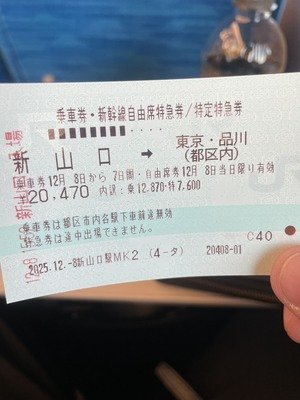 乗車券・新幹線自由席特急券/特定特急券
新山口 → 東京・品川
(都区内)
乗車券12月 8日から 7日間・自由席券12月 8日当日限り有効
¥20,470 内訳:乗12,870・特7,600
乗車券は都区市内各駅下車前途無効
特急券は途中出場できません。
C40
2025.12.-8新山口駅MK2 (4-タ) 20408-01